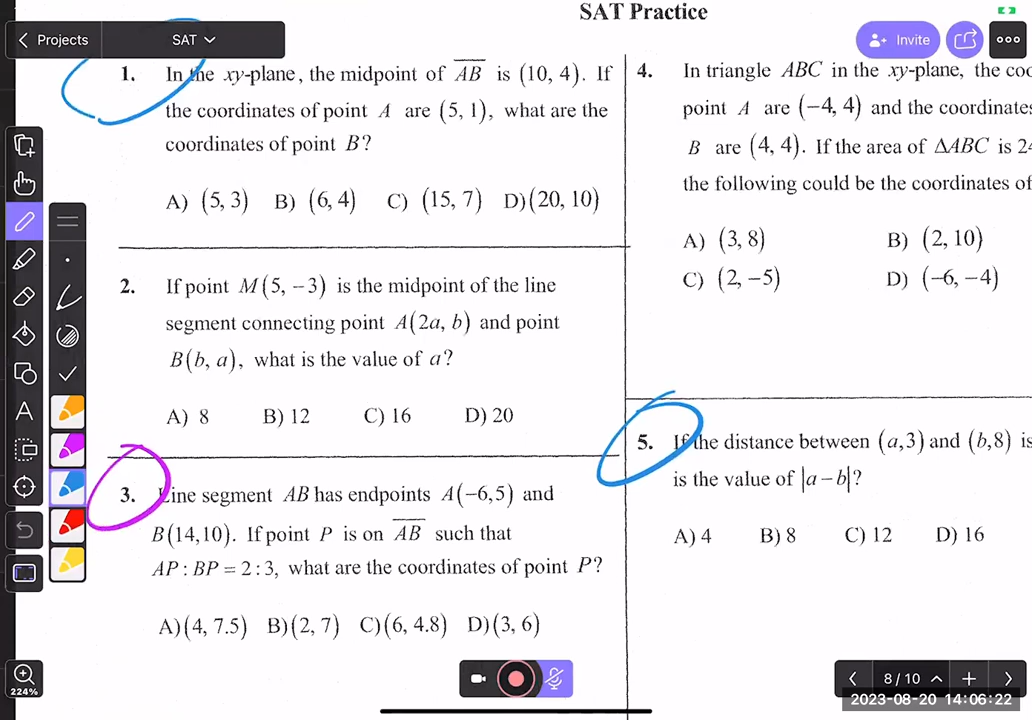 SAT Practice
Projects
SAT
Invite
1. In the xy-plane, the midpoint of AB is (10, 4). If
the coordinates of point A are (5, 1), what are the
coordinates of point B?
A) (5, 3) B) (6, 4) C) (15, 7) D) (20, 10)
2. If point M(5, −3) is the midpoint of the line
segment connecting point A(2a, b) and point
B(b, a), what is the value of a?
A) 8 B) 12 C) 16 D) 20
3. Line segment AB has endpoints A(−6,5) and
B(14,10). If point P is on AB such that
AP : BP = 2 : 3, what are the coordinates of point P?
A)(4, 7.5) B)(2, 7) C)(6, 4.8) D)(3, 6)
4. In triangle ABC in the xy-plane, the coo
point A are (−4, 4) and the coordinates
B are (4, 4). If the area of ΔABC is 24
the following could be the coordinates of
A) (3, 8) B) (2, 10)
C) (2, −5) D) (−6, −4)
5. If the distance between (a,3) and (b,8) is
is the value of |a − b|?
A) 4 B) 8 C) 12 D) 16
A
224%
8 / 10
2023-08-20 14:06:22